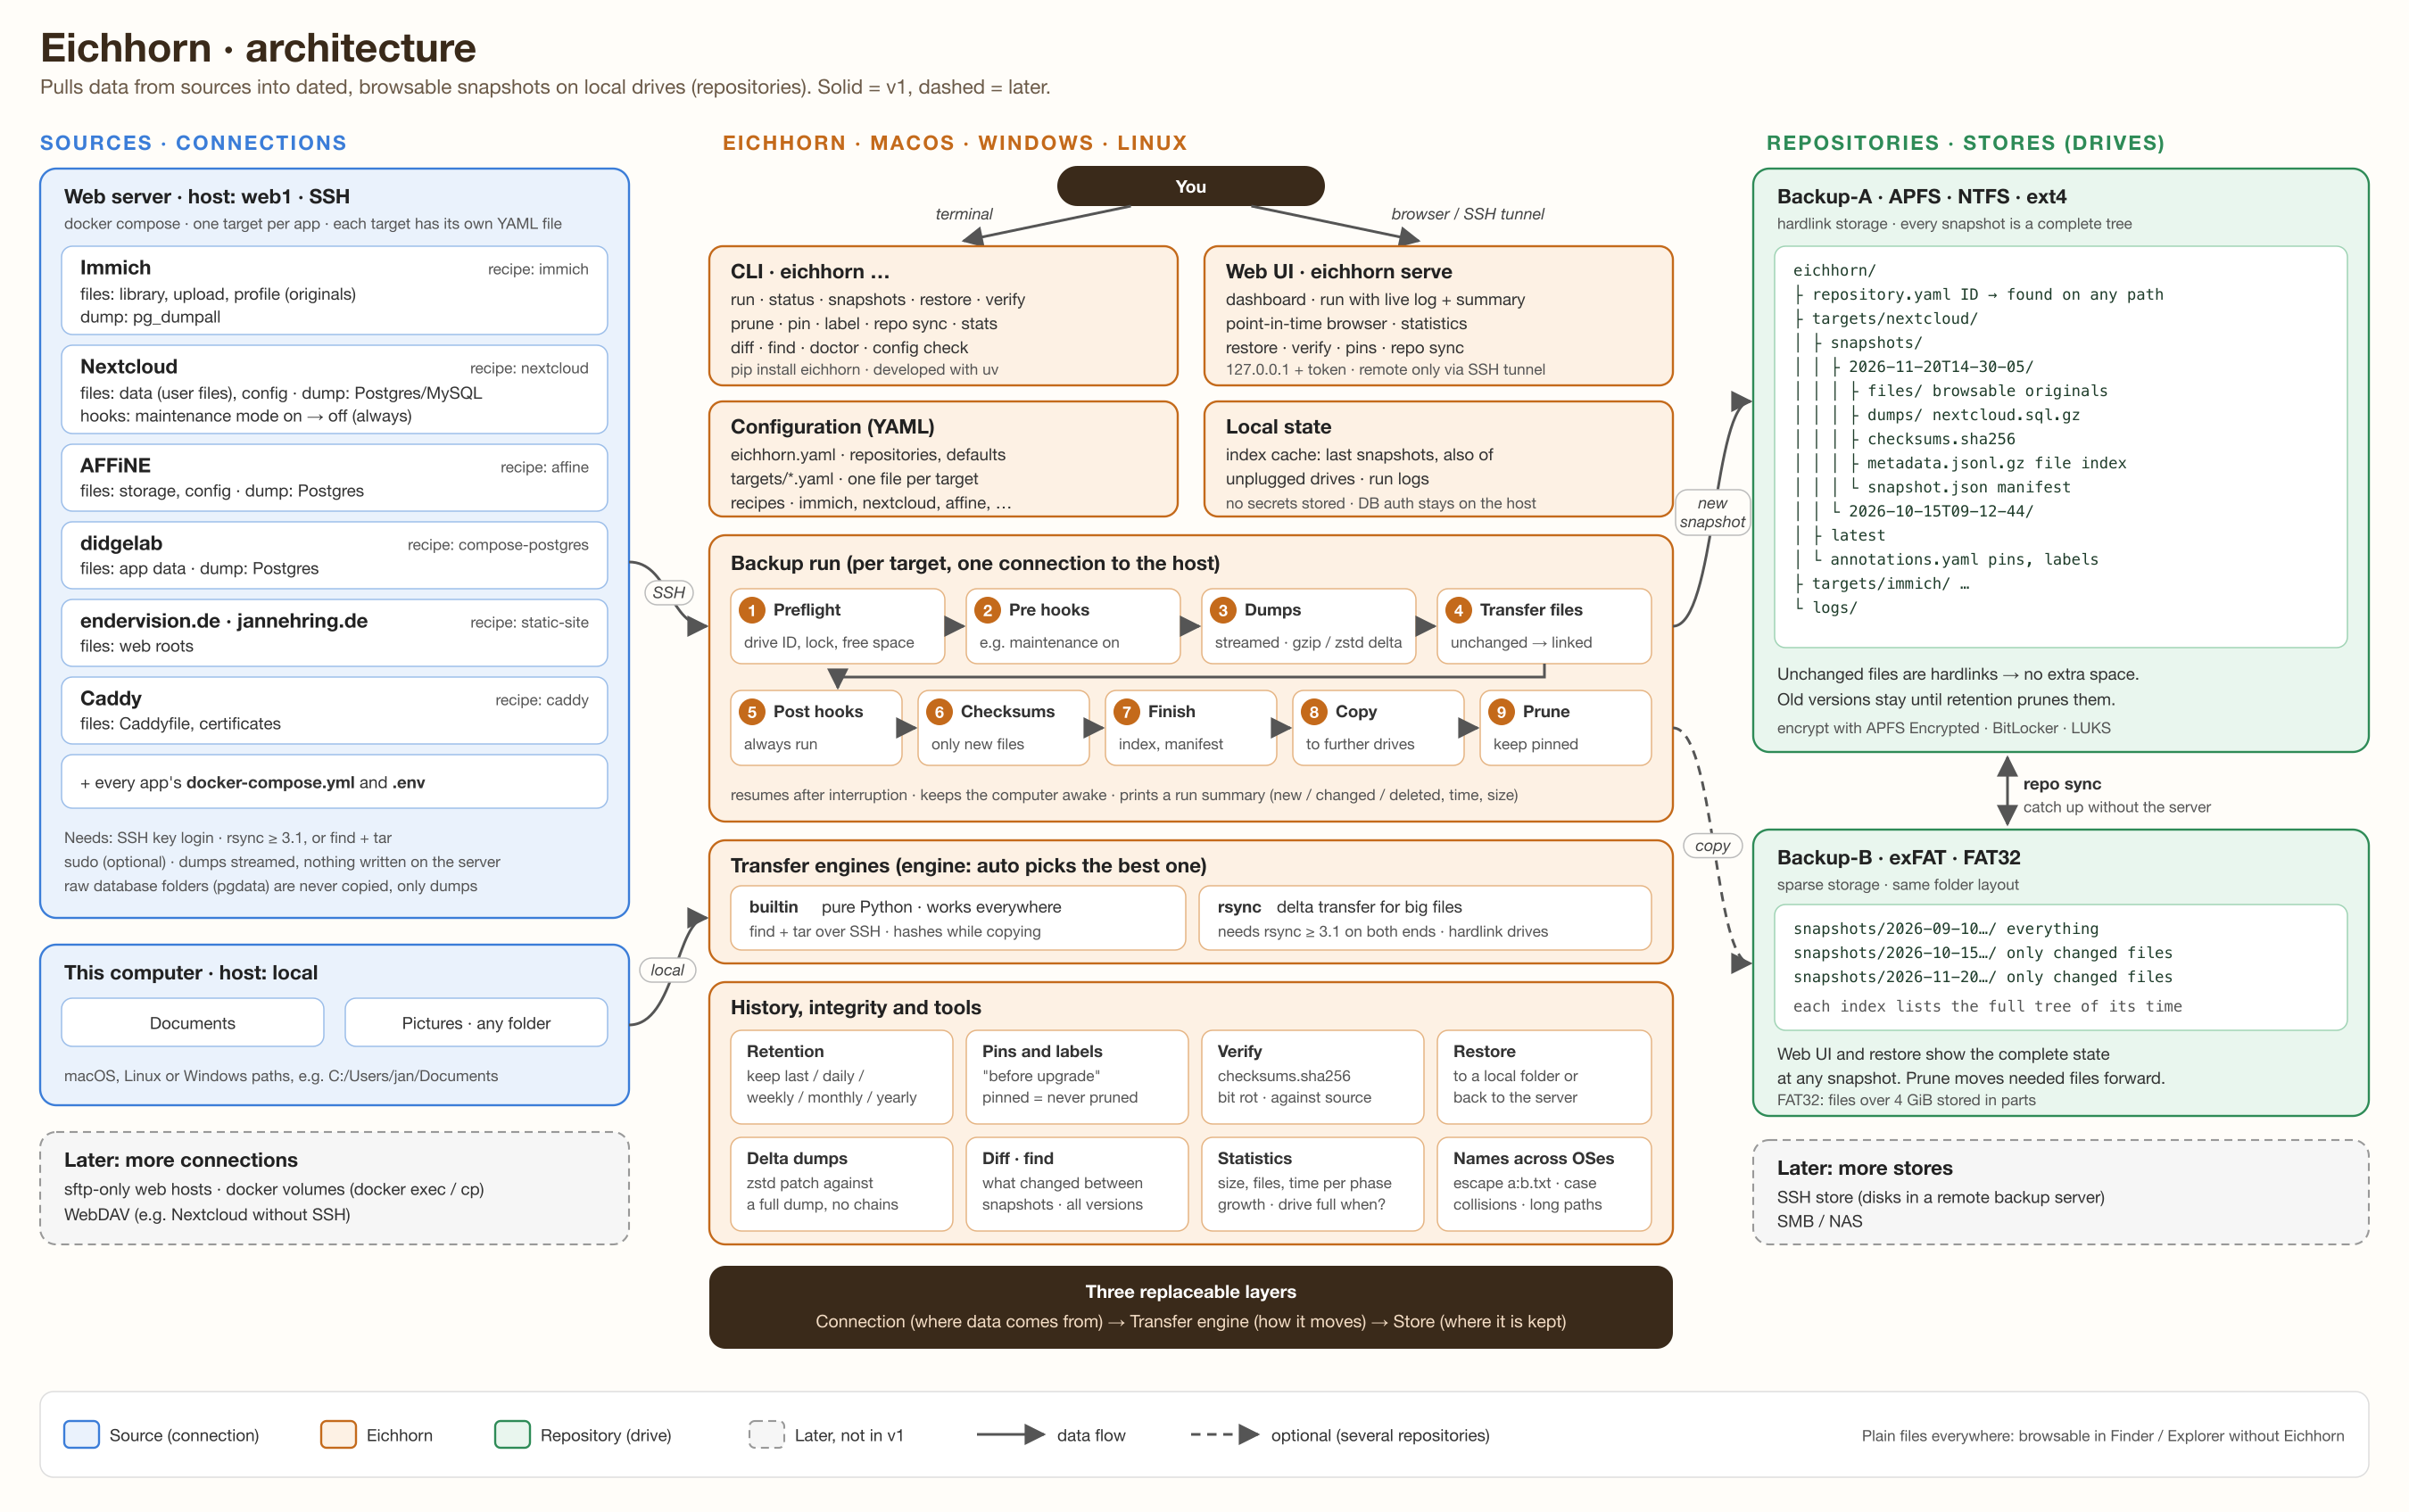 Eichhorn · architecture
Pulls data from sources into dated, browsable snapshots on local drives (repositories). Solid = v1, dashed = later.
SOURCES · CONNECTIONS
Web server · host: web1 · SSH
docker compose · one target per app · each target has its own YAML file
Immich
recipe: immich
files: library, upload, profile (originals)
dump: pg_dumpall
Nextcloud
recipe: nextcloud
files: data (user files), config · dump: Postgres/MySQL
hooks: maintenance mode on → off (always)
AFFiNE
recipe: affine
files: storage, config · dump: Postgres
didgelab
recipe: compose-postgres
files: app data · dump: Postgres
endervision.de · jannehring.de
recipe: static-site
files: web roots
Caddy
recipe: caddy
files: Caddyfile, certificates
+ every app's docker-compose.yml and .env
Needs: SSH key login · rsync ≥ 3.1, or find + tar
sudo (optional) · dumps streamed, nothing written on the server
raw database folders (pgdata) are never copied, only dumps
This computer · host: local
Documents
Pictures · any folder
macOS, Linux or Windows paths, e.g. C:/Users/jan/Documents
Later: more connections
sftp-only web hosts · docker volumes (docker exec / cp)
WebDAV (e.g. Nextcloud without SSH)
SSH
local
EICHHORN · MACOS · WINDOWS · LINUX
You
terminal
browser / SSH tunnel
CLI · eichhorn …
run · status · snapshots · restore · verify
prune · pin · label · repo sync · stats
diff · find · doctor · config check
pip install eichhorn · developed with uv
Web UI · eichhorn serve
dashboard · run with live log + summary
point-in-time browser · statistics
restore · verify · pins · repo sync
127.0.0.1 + token · remote only via SSH tunnel
Configuration (YAML)
eichhorn.yaml · repositories, defaults
targets/*.yaml · one file per target
recipes · immich, nextcloud, affine, …
Local state
index cache: last snapshots, also of
unplugged drives · run logs
no secrets stored · DB auth stays on the host
Backup run (per target, one connection to the host)
1 Preflight
drive ID, lock, free space
2 Pre hooks
e.g. maintenance on
3 Dumps
streamed · gzip / zstd delta
4 Transfer files
unchanged → linked
5 Post hooks
always run
6 Checksums
only new files
7 Finish
index, manifest
8 Copy
to further drives
9 Prune
keep pinned
resumes after interruption · keeps the computer awake · prints a run summary (new / changed / deleted, time, size)
Transfer engines (engine: auto picks the best one)
builtin pure Python · works everywhere
find + tar over SSH · hashes while copying
rsync delta transfer for big files
needs rsync ≥ 3.1 on both ends · hardlink drives
History, integrity and tools
Retention
keep last / daily /
weekly / monthly / yearly
Pins and labels
"before upgrade"
pinned = never pruned
Verify
checksums.sha256
bit rot · against source
Restore
to a local folder or
back to the server
Delta dumps
zstd patch against
a full dump, no chains
Diff · find
what changed between
snapshots · all versions
Statistics
size, files, time per phase
growth · drive full when?
Names across OSes
escape a:b.txt · case
collisions · long paths
Three replaceable layers
Connection (where data comes from) → Transfer engine (how it moves) → Store (where it is kept)
new
snapshot
copy
REPOSITORIES · STORES (DRIVES)
Backup-A · APFS · NTFS · ext4
hardlink storage · every snapshot is a complete tree
eichhorn/
├ repository.yaml ID → found on any path
├ targets/nextcloud/
│ ├ snapshots/
│ │ ├ 2026-11-20T14-30-05/
│ │ │ ├ files/ browsable originals
│ │ │ ├ dumps/ nextcloud.sql.gz
│ │ │ ├ checksums.sha256
│ │ │ ├ metadata.jsonl.gz file index
│ │ │ └ snapshot.json manifest
│ │ └ 2026-10-15T09-12-44/
│ ├ latest
│ └ annotations.yaml pins, labels
├ targets/immich/ …
└ logs/
Unchanged files are hardlinks → no extra space.
Old versions stay until retention prunes them.
encrypt with APFS Encrypted · BitLocker · LUKS
repo sync
catch up without the server
Backup-B · exFAT · FAT32
sparse storage · same folder layout
snapshots/2026-09-10…/ everything
snapshots/2026-10-15…/ only changed files
snapshots/2026-11-20…/ only changed files
each index lists the full tree of its time
Web UI and restore show the complete state
at any snapshot. Prune moves needed files forward.
FAT32: files over 4 GiB stored in parts
Later: more stores
SSH store (disks in a remote backup server)
SMB / NAS
Source (connection)
Eichhorn
Repository (drive)
Later, not in v1
data flow
optional (several repositories)
Plain files everywhere: browsable in Finder / Explorer without Eichhorn